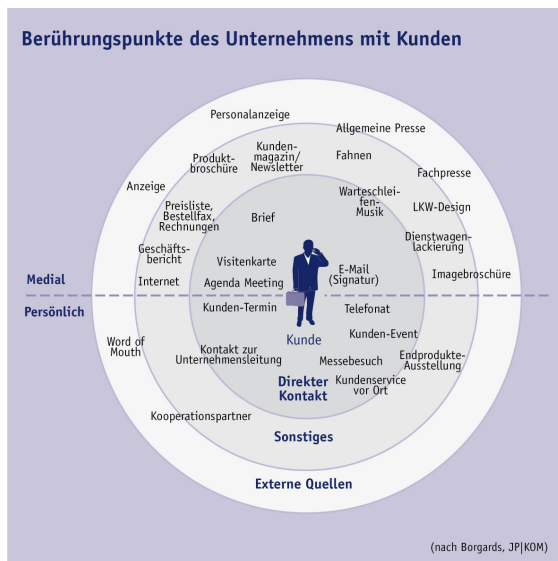 Berührungspunkte des Unternehmens mit Kunden
Personalanzeige
Allgemeine Presse
Kunden-
magazin/
Newsletter
Fahnen
Produkt-
broschüre
Fachpresse
Anzeige
Warteschlei-
fen-
Musik
Preisliste,
Bestellfax,
Rechnungen
LKW-Design
Brief
Dienstwagen-
lackierung
Geschäfts-
bericht
Visitenkarte
E-Mail
(Signatur)
Imagebroschüre
Internet
Agenda Meeting
Medial
Persönlich
Kunden-Termin
Telefonat
Kunde
Kunden-Event
Word of
Mouth
Kontakt zur
Unternehmensleitung
Messebesuch
Endprodukte-
Ausstellung
Direkter
Kontakt
Kundenservice
vor Ort
Kooperationspartner
Sonstiges
Externe Quellen
(nach Borgards, JP|KOM)